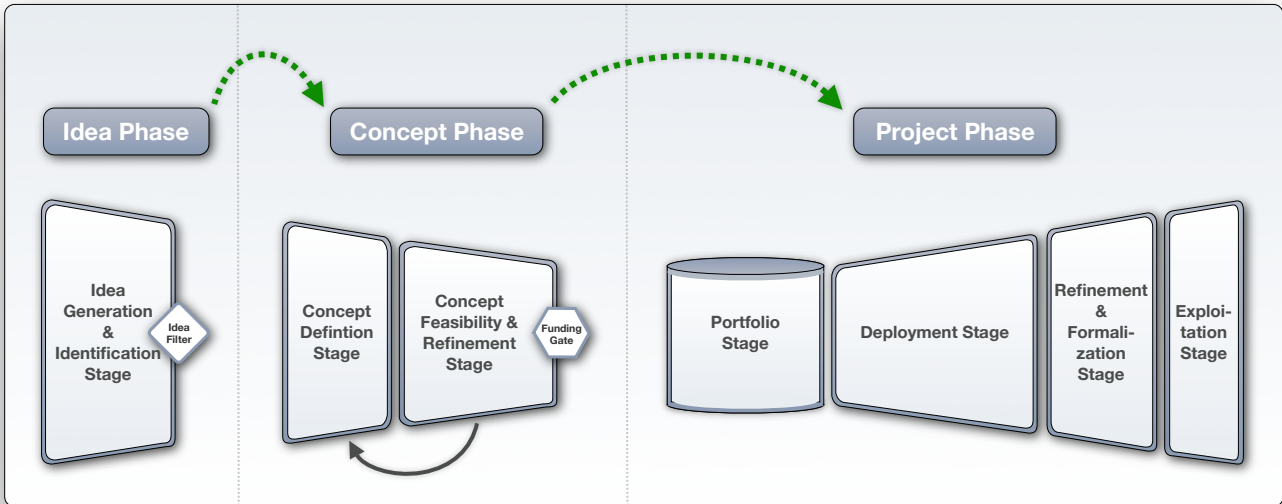 Idea Phase
Concept Phase
Project Phase
Idea
Generation
&
Identification
Stage
Idea
Filter
Concept
Defintion
Stage
Concept
Feasibility &
Refinement
Stage
Funding
Gate
Portfolio
Stage
Deployment Stage
Refinement
&
Formali-
zation
Stage
Exploi-
tation
Stage